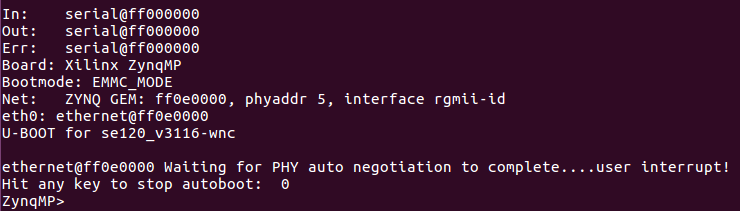 In:    serial@ff000000
Out:   serial@ff000000
Err:   serial@ff000000
Board: Xilinx ZynqMP
Bootmode: EMMC_MODE
Net:   ZYNQ GEM: ff0e0000, phyaddr 5, interface rgmii-id
eth0: ethernet@ff0e0000
U-BOOT for se120_v3116-wnc
ethernet@ff0e0000 Waiting for PHY auto negotiation to complete....user interrupt!
Hit any key to stop autoboot:  0
ZynqMP>